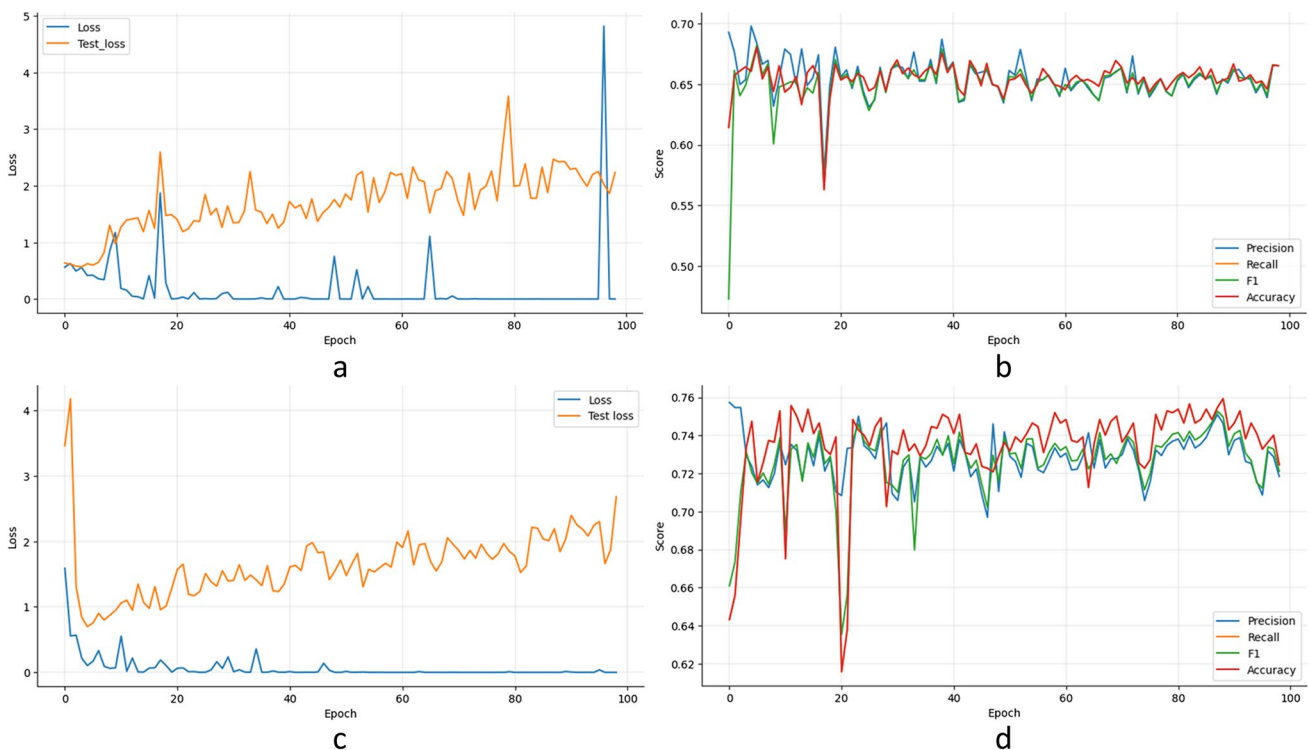 5
4
3
2
1
0
Loss
Loss
Test_loss
0
20
40
60
80
100
Epoch
a
0.70
0.65
0.60
0.55
0.50
Score
Precision
Recall
F1
Accuracy
0
20
40
60
80
100
Epoch
b
4
3
2
1
0
Loss
Loss
Test loss
0
20
40
60
80
100
Epoch
c
0.76
0.74
0.72
0.70
0.68
0.66
0.64
0.62
Score
Precision
Recall
F1
Accuracy
0
20
40
60
80
100
Epoch
d